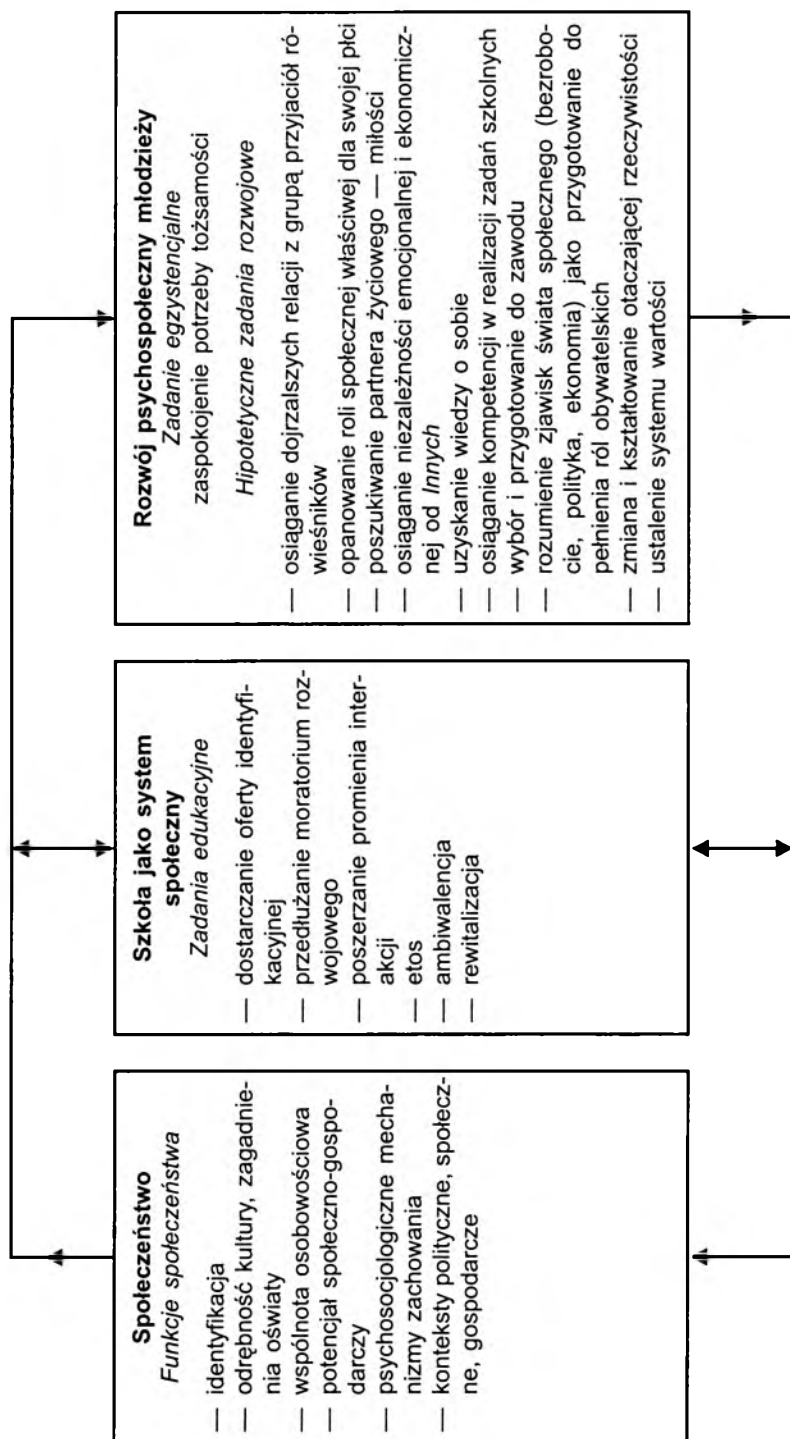 Społeczeństwo
Funkcje społeczeństwa
— identyfikacja
— odrębność kultury, zagadnie-
nia oświaty
— wspólnota osobowościowa
— potencjał społeczno-gospo-
darczy
— psychosocjologiczne mecha-
nizmy zachowania
— konteksty polityczne, społecz-
ne, gospodarcze
Szkoła jako system
społeczny
Zadania edukacyjne
— dostarczanie oferty identyfi-
kacyjnej
— przedłużanie moratorium roz-
wojowego
— poszerzanie promienia inter-
akcji
— etos
— ambiwalencja
— rewitalizacja
Rozwój psychospołeczny młodzieży
Zadanie egzystencjalne
zaspokojenie potrzeby tożsamości
Hipotetyczne zadania rozwojowe
— osiąganie dojrzalszych relacji z grupą przyjaciół ró-
wieśników
— opanowanie roli społecznej właściwej dla swojej płci
— poszukiwanie partnera życiowego — miłości
— osiąganie niezależności emocjonalnej i ekonomicz-
nej od Innych
— uzyskanie wiedzy o sobie
— osiąganie kompetencji w realizacji zadań szkolnych
— wybór i przygotowanie do zawodu
— rozumienie zjawisk świata społecznego (bezrobo-
cie, polityka, ekonomia) jako przygotowanie do
pełnienia ról obywatelskich
— zmiana i kształtowanie otaczającej rzeczywistości
— ustalenie systemu wartości